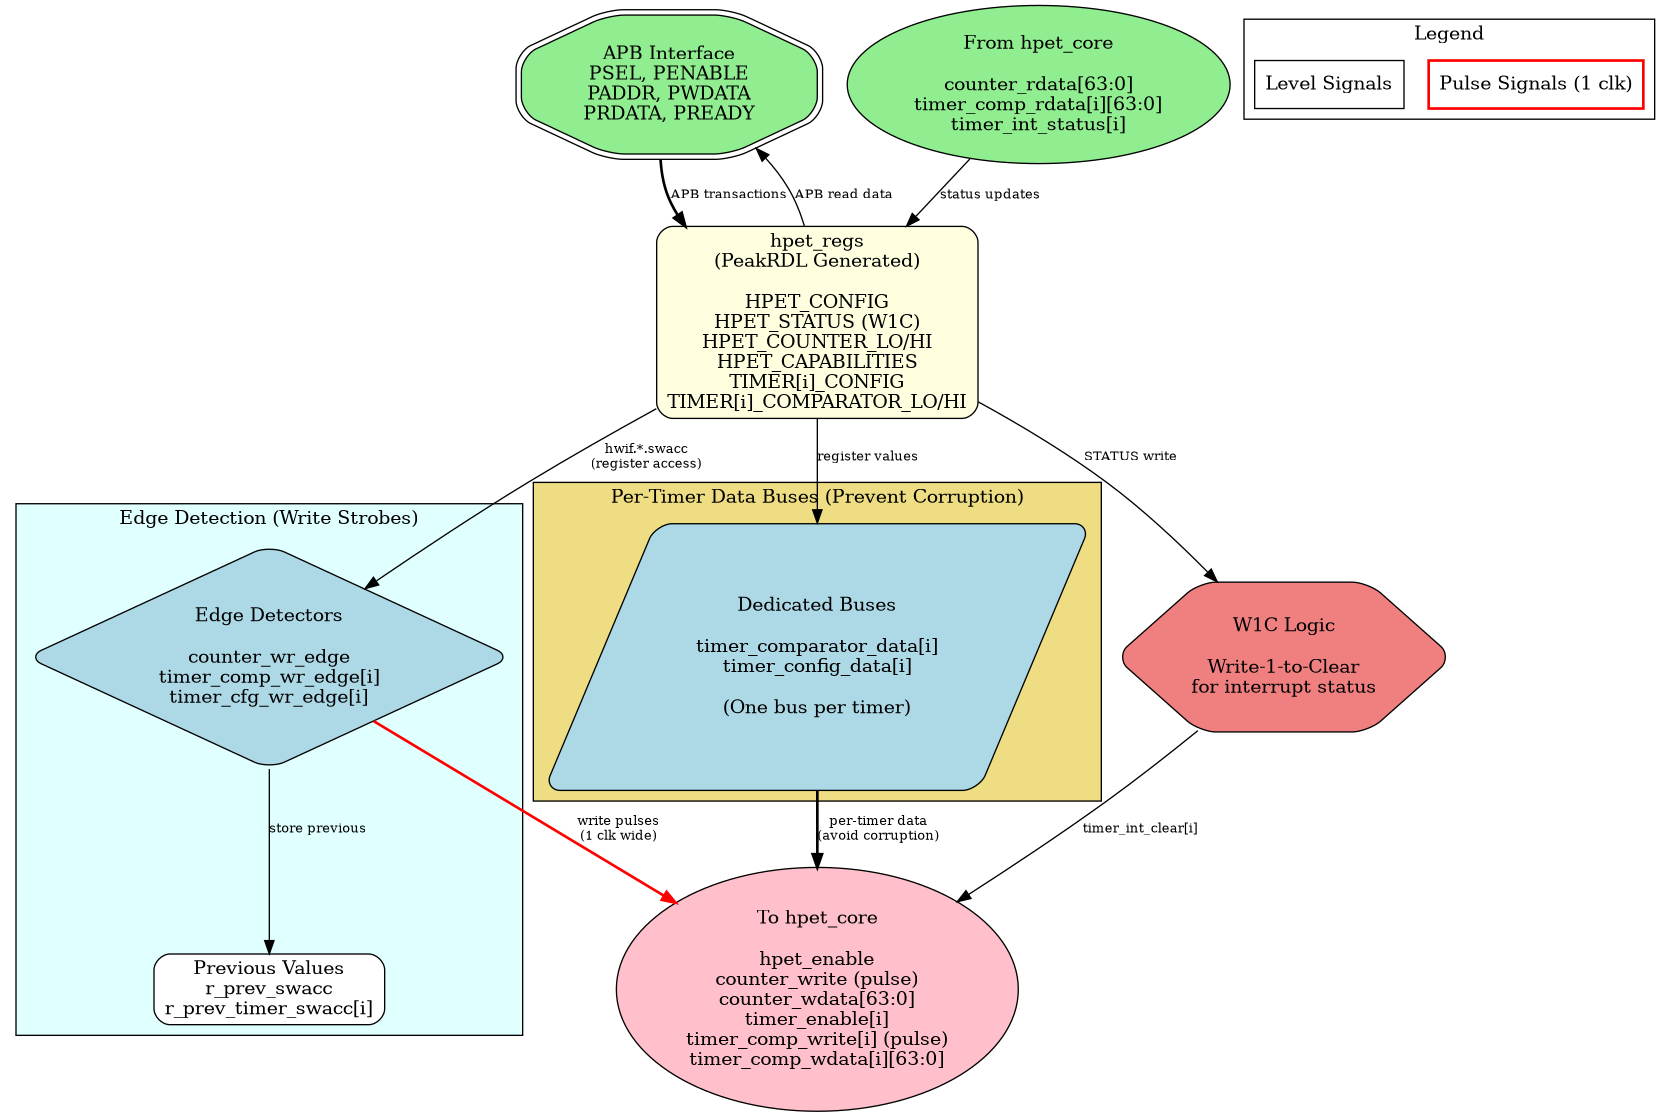 APB Interface
PSEL, PENABLE
PADDR, PWDATA
PRDATA, PREADY
From hpet_core
counter_rdata[63:0]
timer_comp_rdata[i][63:0]
timer_int_status[i]
Legend
Level Signals
Pulse Signals (1 clk)
APB transactions
APB read data
status updates
hpet_regs
(PeakRDL Generated)
HPET_CONFIG
HPET_STATUS (W1C)
HPET_COUNTER_LO/HI
HPET_CAPABILITIES
TIMER[i]_CONFIG
TIMER[i]_COMPARATOR_LO/HI
hwif.*.swacc
(register access)
register values
STATUS write
Edge Detection (Write Strobes)
Edge Detectors
counter_wr_edge
timer_comp_wr_edge[i]
timer_cfg_wr_edge[i]
Per-Timer Data Buses (Prevent Corruption)
Dedicated Buses
timer_comparator_data[i]
timer_config_data[i]
(One bus per timer)
W1C Logic
Write-1-to-Clear
for interrupt status
store previous
write pulses
(1 clk wide)
per-timer data
(avoid corruption)
timer_int_clear[i]
Previous Values
r_prev_swacc
r_prev_timer_swacc[i]
To hpet_core
hpet_enable
counter_write (pulse)
counter_wdata[63:0]
timer_enable[i]
timer_comp_write[i] (pulse)
timer_comp_wdata[i][63:0]